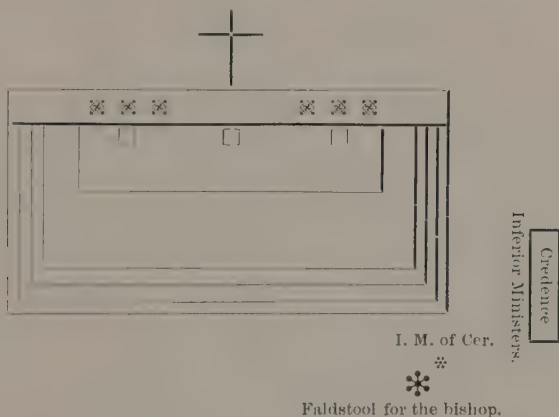 Credence
Inferior Ministers.
I. M. of Cer.
Faldstool for the bishop.